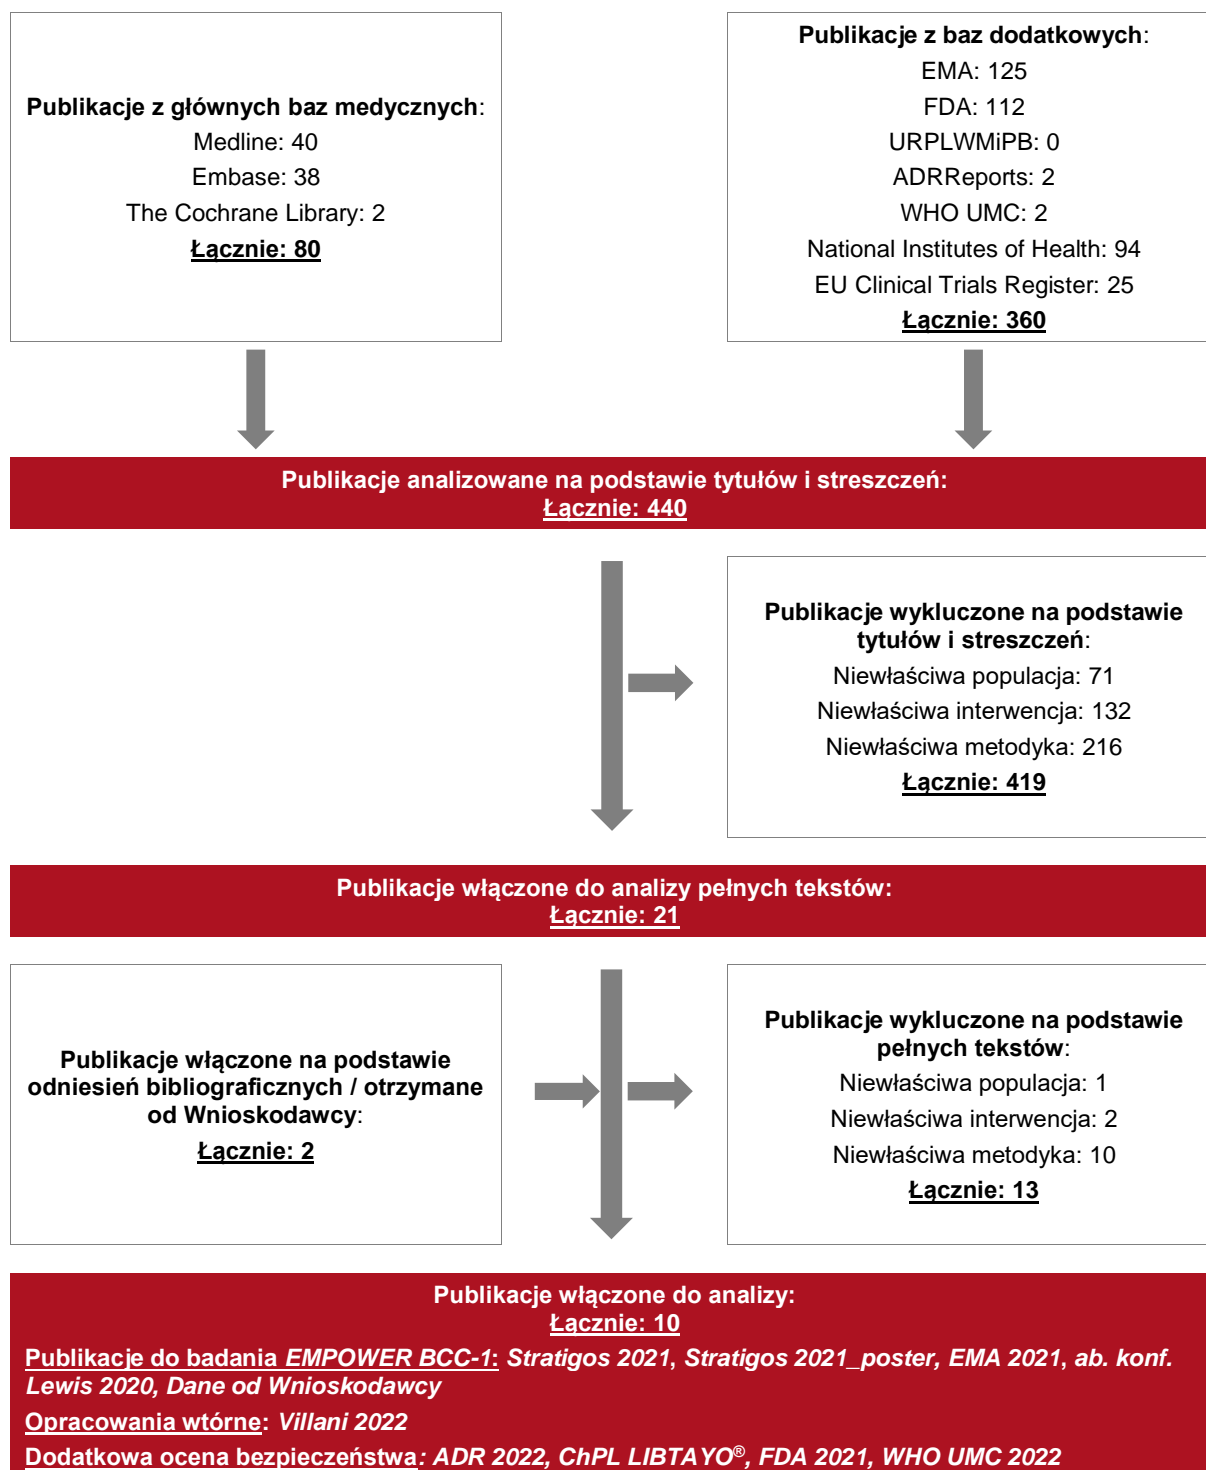 Publikacje z głównych baz medycznych:
Medline: 40
Embase: 38
The Cochrane Library: 2
Łącznie: 80
Publikacje z baz dodatkowych:
EMA: 125
FDA: 112
URPLWMiPB: 0
ADRReports: 2
WHO UMC: 2
National Institutes of Health: 94
EU Clinical Trials Register: 25
Łącznie: 360
Publikacje analizowane na podstawie tytułów i streszczeń:
Łącznie: 440
Publikacje wykluczone na podstawie
tytułów i streszczeń:
Niewłaściwa populacja: 71
Niewłaściwa interwencja: 132
Niewłaściwa metodyka: 216
Łącznie: 419
Publikacje włączone do analizy pełnych tekstów:
Łącznie: 21
Publikacje włączone na podstawie
odniesień bibliograficznych / otrzymane
od Wnioskodawcy:
Łącznie: 2
Publikacje wykluczone na podstawie
pełnych tekstów:
Niewłaściwa populacja: 1
Niewłaściwa interwencja: 2
Niewłaściwa metodyka: 10
Łącznie: 13
Publikacje włączone do analizy:
Łącznie: 10
Publikacje do badania EMPOWER BCC-1: Stratigos 2021, Stratigos 2021_poster, EMA 2021, ab. konf.
Lewis 2020, Dane od Wnioskodawcy
Opracowania wtórne: Villani 2022
Dodatkowa ocena bezpieczeństwa: ADR 2022, ChPL LIBTAYO®, FDA 2021, WHO UMC 2022